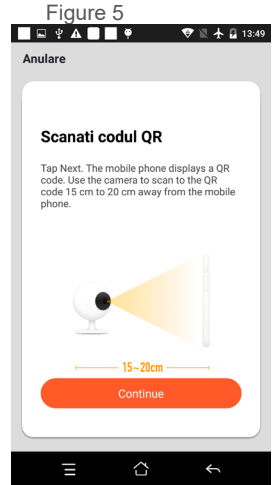 Figure 5
13:49
Anulare
Scanati codul QR
Tap Next. The mobile phone displays a QR
code. Use the camera to scan to the QR
code 15 cm to 20 cm away from the mobile
phone.
15~20cm
Continue